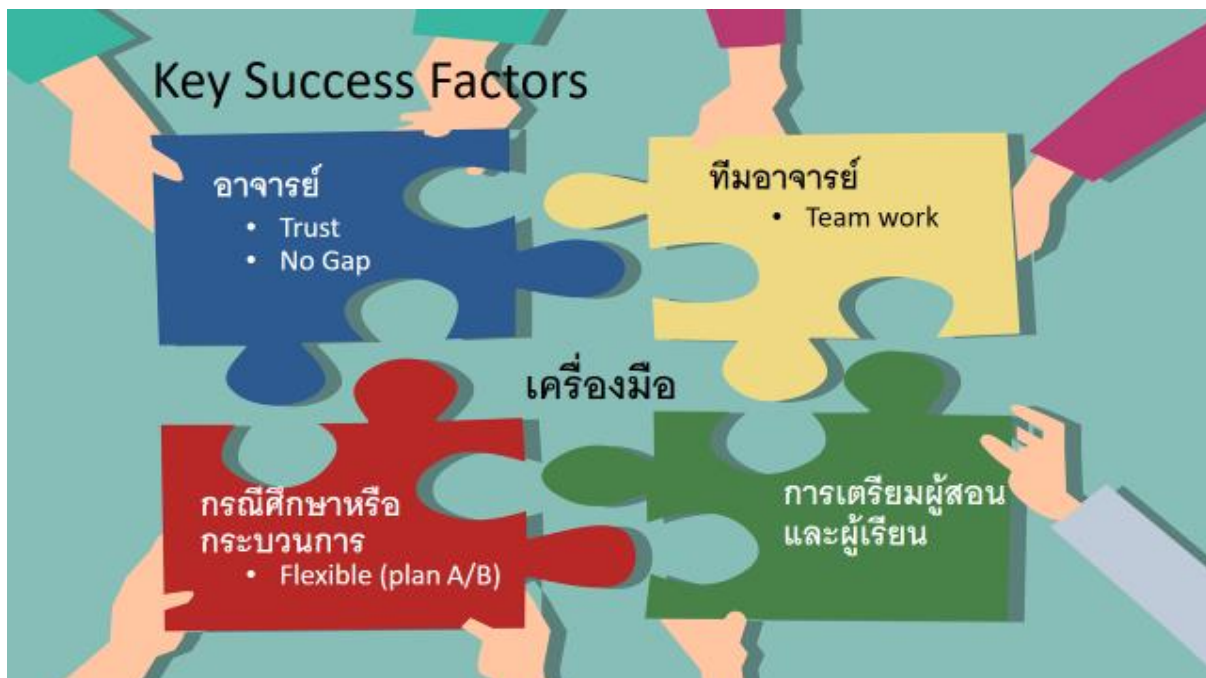 Key Success Factors
อาจารย์
• Trust
• No Gap
ทีมอาจารย์
• Team work
เครื่องมือ
กรณีศึกษาหรือ
กระบวนการ
• Flexible (plan A/B)
การเตรียมผู้สอน
และผู้เรียน